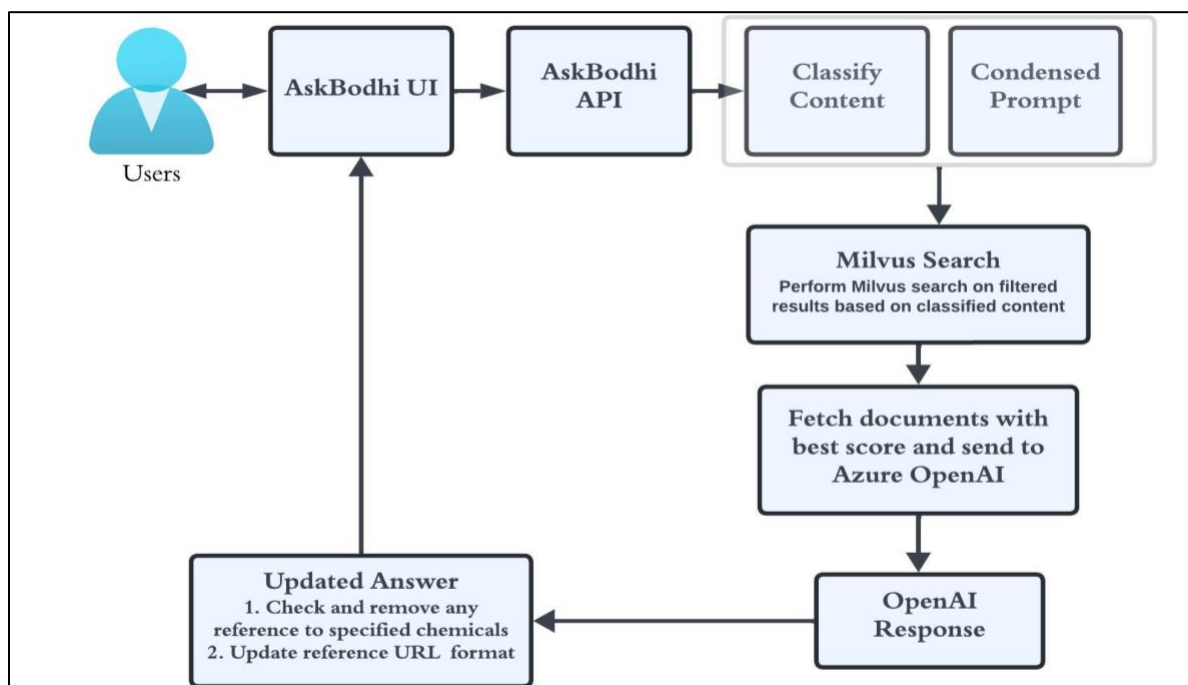 Users
AskBodhi UI
AskBodhi
API
Classify
Content
Condensed
Prompt
Milvus Search
Perform Milvus search on filtered
results based on classified content
Fetch documents with
best score and send to
Azure OpenAI
OpenAI
Response
Updated Answer
1. Check and remove any
reference to specified chemicals
2. Update reference URL format